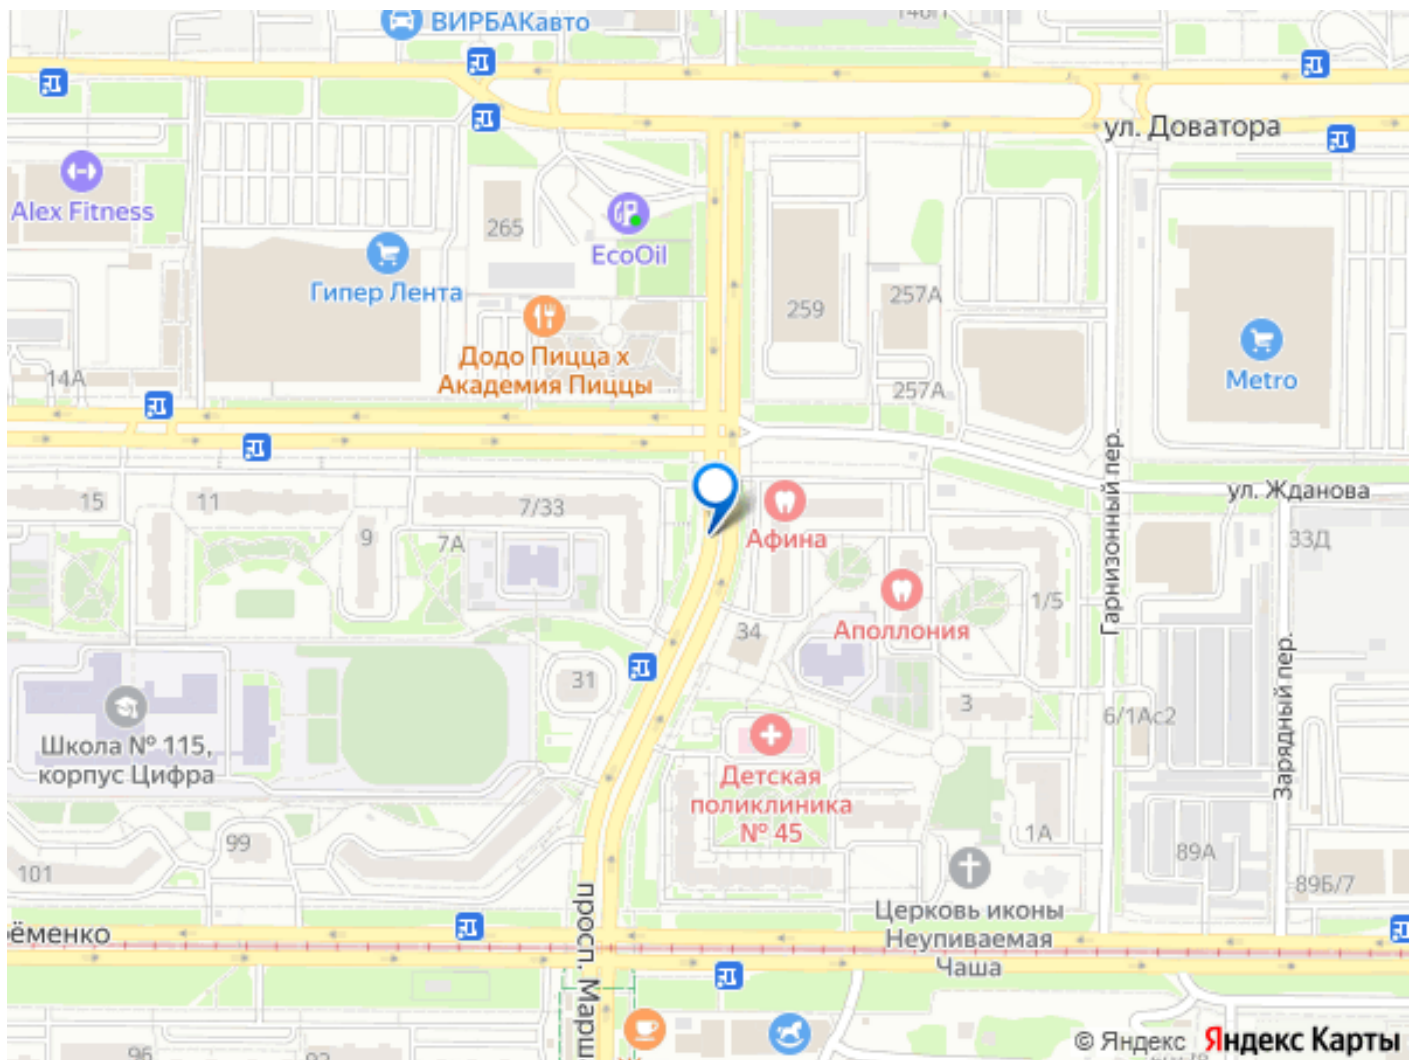 ВИРБАКавто
ул. Доватора
Alex Fitness
265
EcoOil
Гипер Лента
257А
259
Додо Пицца х
Академия Пиццы
14А
257А
Metro
Гарнизонный пер.
ул. Жданова
15
11
7/33
9
7А
Афина
33Д
1/5
Аполлония
34
31
3
6/1Ас2
Зарядный пер.
Школа № 115,
корпус Цифра
Детская
поликлиника
№ 45
99
101
1А
89А
89Б/7
Церковь иконы
Неупиваемая
Чаша
ёменко
просп. Марш
96
© Яндекс Яндекс Карты